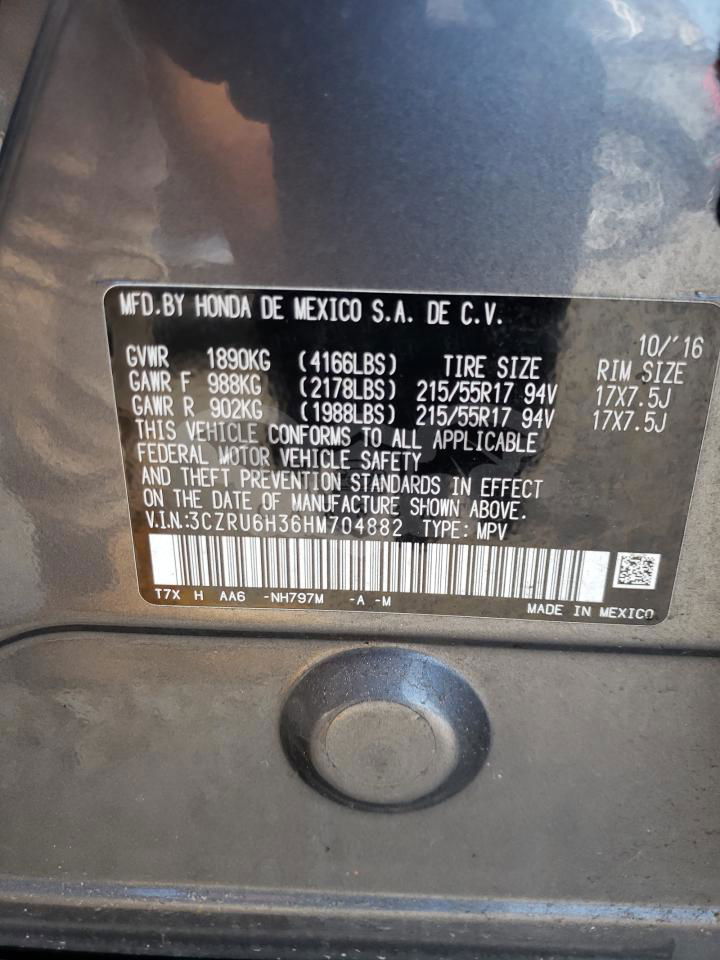 MFD.BY HONDA DE MEXICO S.A. DE C.V.
10/'16
GVWR 1890KG (4166LBS) TIRE SIZE RIM SIZE
GAWR F 988KG (2178LBS) 215/55R17 94V 17X7.5J
GAWR R 902KG (1988LBS) 215/55R17 94V 17X7.5J
THIS VEHICLE CONFORMS TO ALL APPLICABLE
FEDERAL MOTOR VEHICLE SAFETY
AND THEFT PREVENTION STANDARDS IN EFFECT
ON THE DATE OF MANUFACTURE SHOWN ABOVE.
V.I.N.:3CZRU6H36HM704882 TYPE: MPV
T7X H AA6 -NH797M -A -M
MADE IN MEXICO